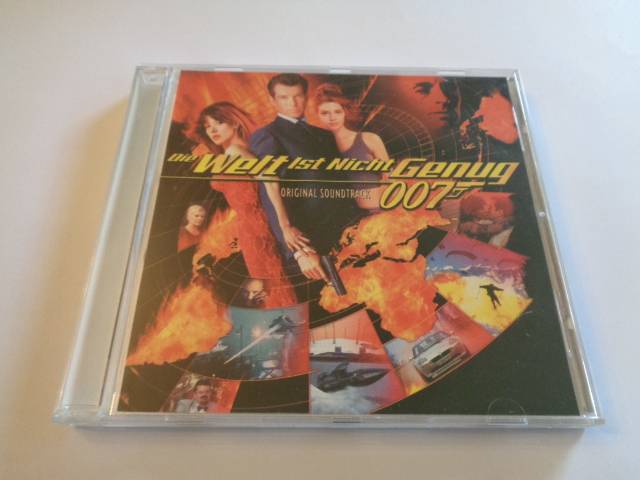 Die Welt Ist Nicht Genug
ORIGINAL SOUNDTRACK 007